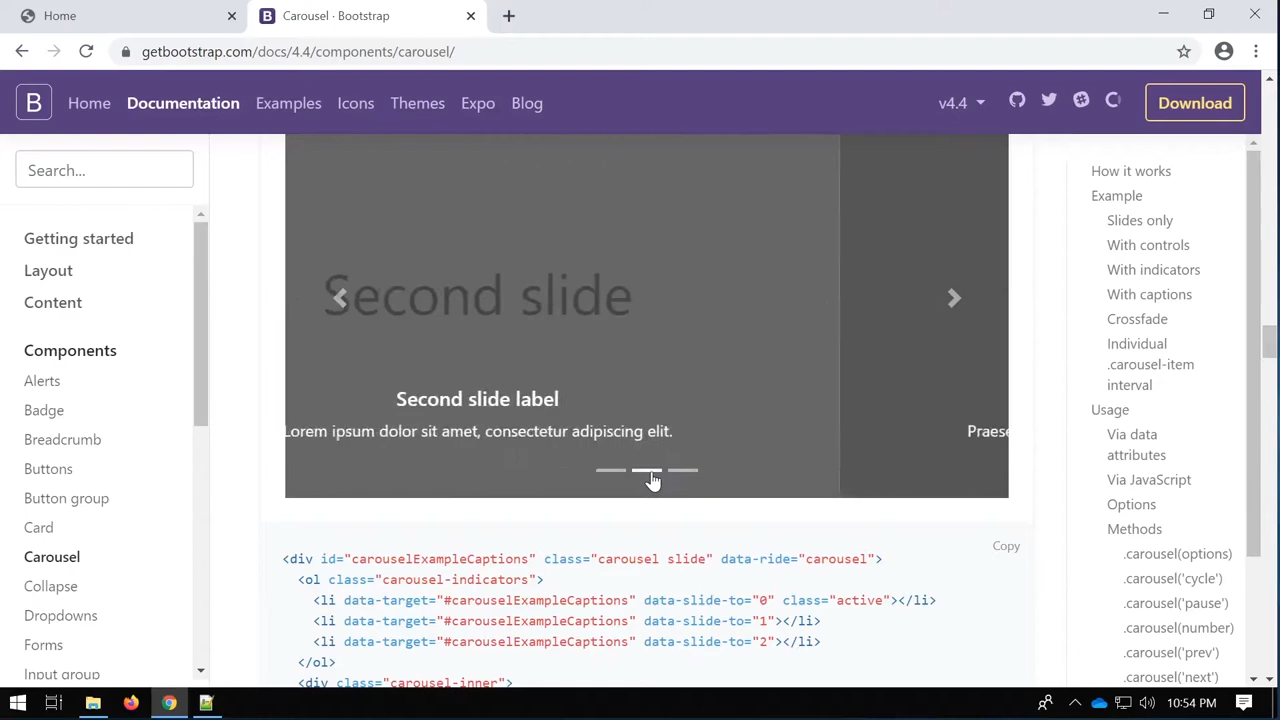 Home
Carousel · Bootstrap
getbootstrap.com/docs/4.4/components/carousel/
B Home Documentation Examples Icons Themes Expo Blog v4.4 Download
Search...
Getting started
Layout
Content
Components
Alerts
Badge
Breadcrumb
Buttons
Button group
Card
Carousel
Collapse
Dropdowns
Forms
Input group
Second slide
Second slide label
Lorem ipsum dolor sit amet, consectetur adipiscing elit.
Praese
Copy
<div id="carouselExampleCaptions" class="carousel slide" data-ride="carousel">
<ol class="carousel-indicators">
<li data-target="#carouselExampleCaptions" data-slide-to="0" class="active"></li>
<li data-target="#carouselExampleCaptions" data-slide-to="1"></li>
<li data-target="#carouselExampleCaptions" data-slide-to="2"></li>
</ol>
<div class="carousel-inner">
How it works
Example
Slides only
With controls
With indicators
With captions
Crossfade
Individual
.carousel-item
interval
Usage
Via data
attributes
Via JavaScript
Options
Methods
.carousel(options)
.carousel('cycle')
.carousel('pause')
.carousel(number)
.carousel('prev')
.carousel('next')
10:54 PM